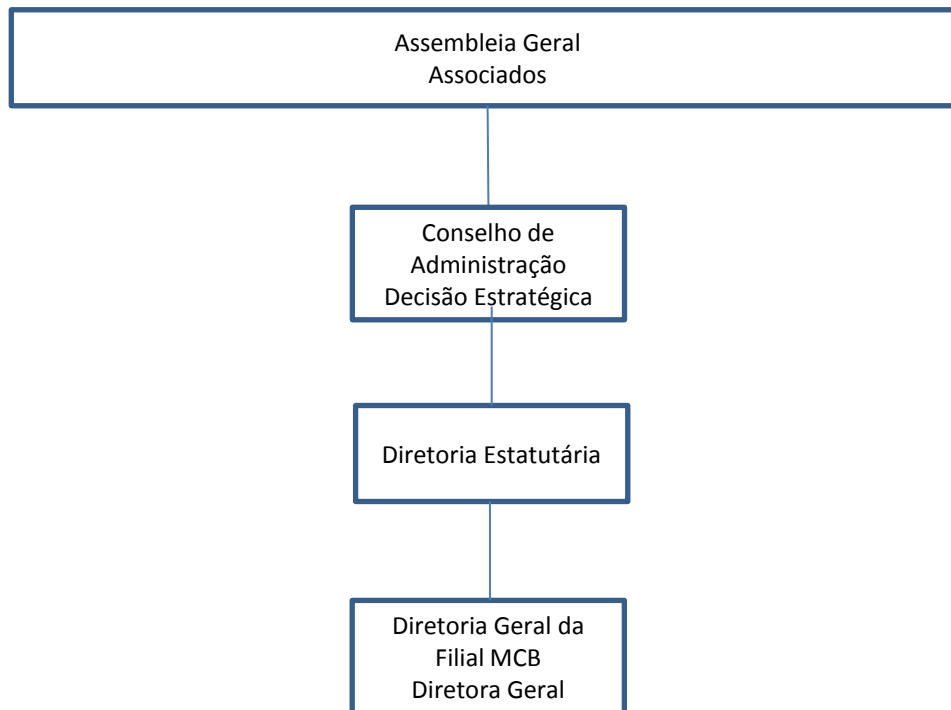 Assembleia Geral
Associados
Conselho de
Administração
Decisão Estratégica
Diretoria Estatutária
Diretoria Geral da
Filial MCB
Diretora Geral